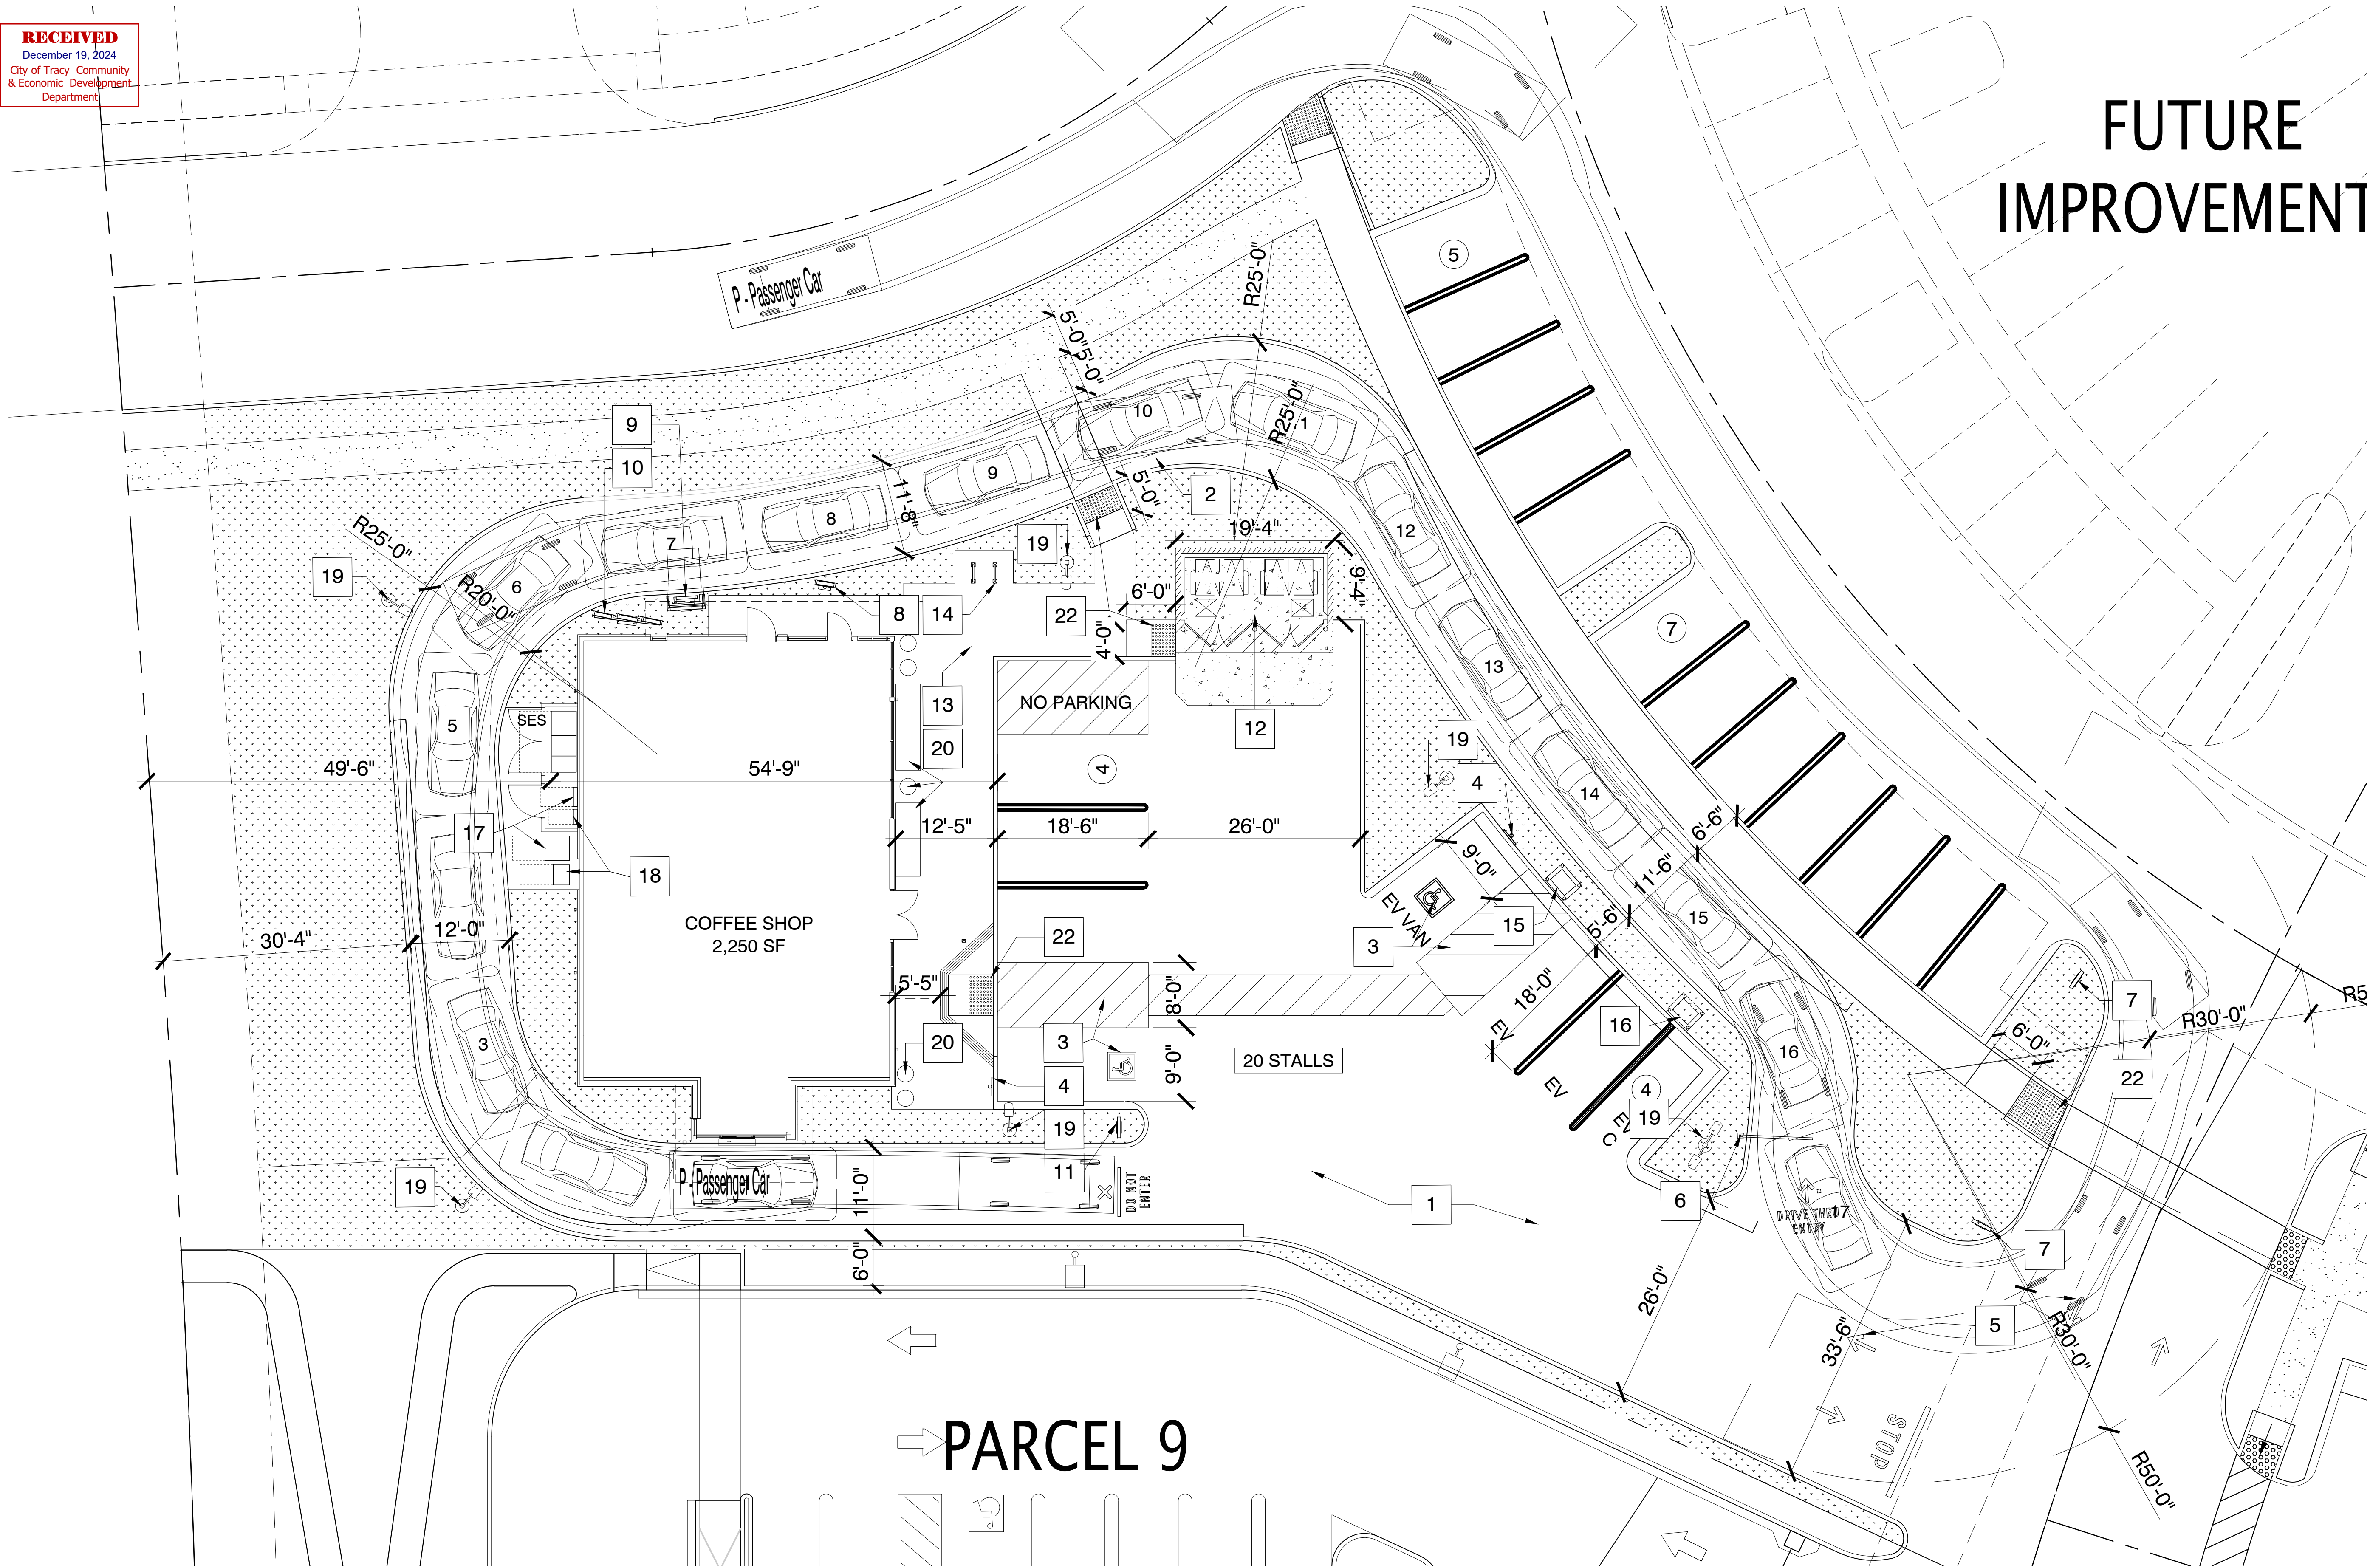 RECEIVED
December 19, 2024
City of Tracy Community
& Economic Development
Department
FUTURE
IMPROVEMENT
P - Passenger Car
5
R25'-0"
5'-0"
5'-0"
9
10
10
R25'-0"
9
5'-0"
2
12
11'-8"
8
7
R25'-0"
19
19'-4"
19
6
R20'-0"
9'-4"
6'-0"
8
14
22
4'-0"
7
13
NO PARKING
13
SES
5
12
19
20
49'-6"
54'-9"
4
4
14
6'-6"
17
12'-5"
18'-6"
26'-0"
9'-0"
11'-6"
18
EV VAN
15
15
5'-6"
COFFEE SHOP
2,250 SF
22
3
30'-4"
12'-0"
5'-5"
8'-0"
18'-0"
7
R5
R30'-0"
16
EV
6'-0"
3
20
3
20 STALLS
16
9'-0"
4
EV
4
22
19
19
EV
C
11
P - Passenger Car
19
11'-0"
DO NOT
ENTER
1
6
DRIVE THRU
ENTRY
17
7
6'-0"
26'-0"
5
33'-6"
R30'-0"
STOP
PARCEL 9
R50'-0"